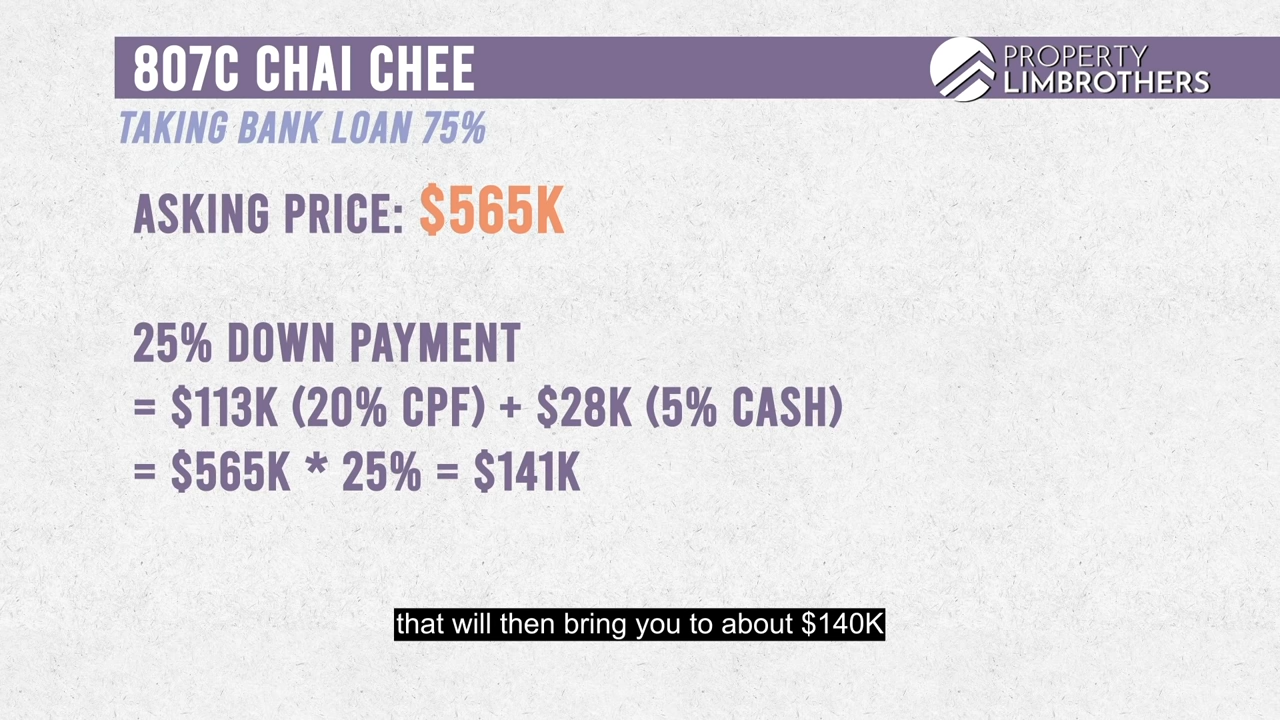 807C CHAI CHEE
PROPERTY
LIMBROTHERS
TAKING BANK LOAN 75%
ASKING PRICE: $565K
25% DOWN PAYMENT
= $113K (20% CPF) + $28K (5% CASH)
= $565K * 25% = $141K
that will then bring you to about $140K